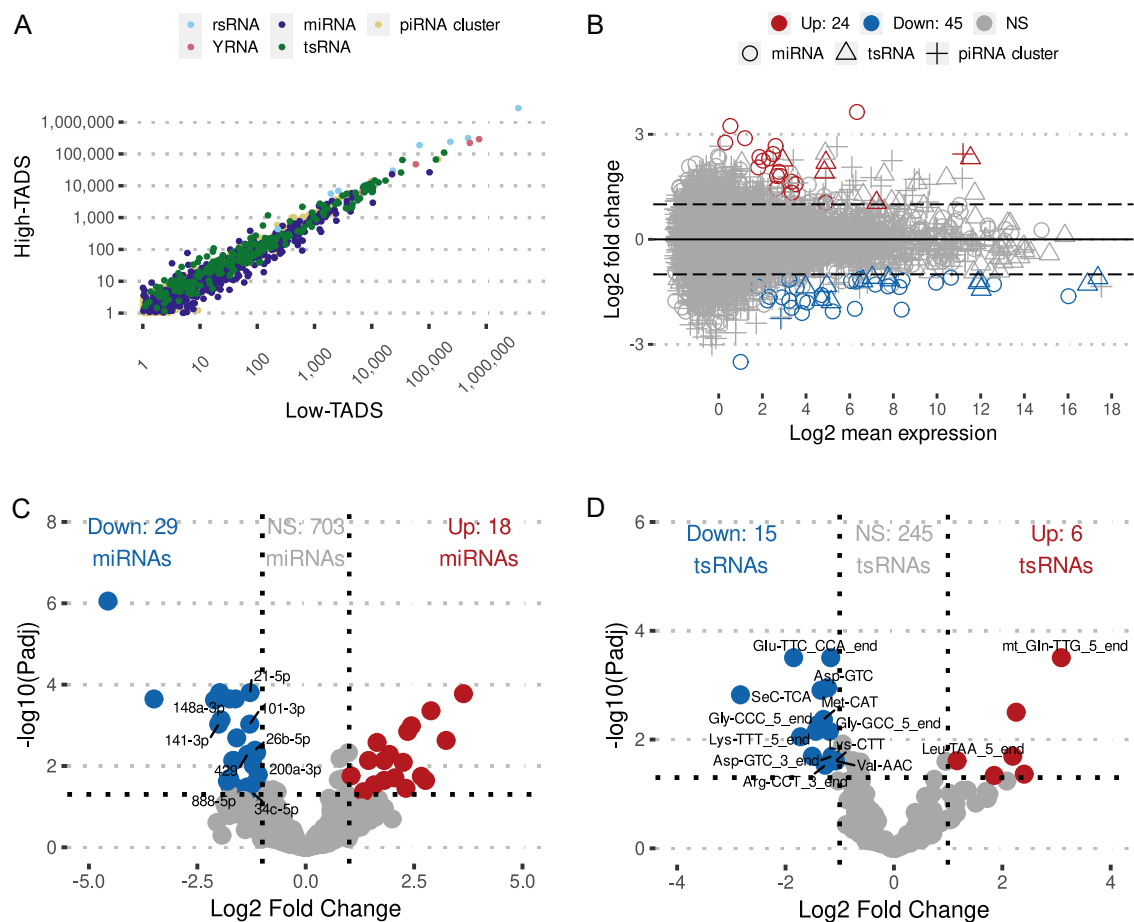 A
rsRNA miRNA piRNA cluster
YRNA tsRNA
High-TADS
1,000,000
100,000
10,000
1,000
100
10
1
1 10 100 1,000 10,000 100,000 1,000,000
Low-TADS
B
Up: 24 Down: 45 NS
miRNA tsRNA piRNA cluster
Log2 fold change
3
0
-3
0 2 4 6 8 10 12 14 16 18
Log2 mean expression
C
Down: 29 NS: 703 Up: 18
miRNAs miRNAs miRNAs
-log10(Padj)
8
6
4
2
0
21-5p
148a-3p
101-3p
141-3p
26b-5p
429
200a-3p
888-5p
34c-5p
-5.0 -2.5 0.0 2.5 5.0
Log2 Fold Change
D
Down: 15 NS: 245 Up: 6
tsRNAs tsRNAs tsRNAs
-log10(Padj)
6
4
2
0
Glu-TTC_CCA_end
mt_Gln-TTG_5_end
Asp-GTC
SeC-TCA
Met-CAT
Gly-CCC_5_end
Gly-GCC_5_end
Lys-TTT_5_end
Lys-CTT
Leu-TAA_5_end
Asp-GTC_3_end
Val-AAC
Arg-CCT_3_end
-4 -2 0 2 4
Log2 Fold Change